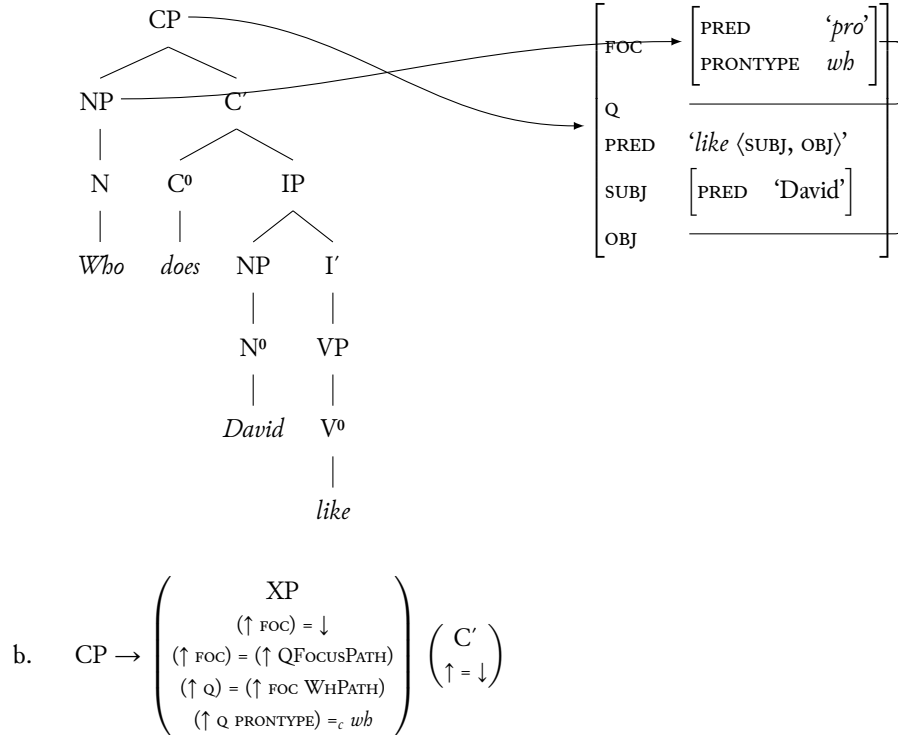 CP
NP C′
N C⁰ IP
Who does NP I′
N⁰ VP
David V⁰
like
FOC PRED ‘pro’
PRONTYPE wh
Q
PRED ‘like ⟨SUBJ, OBJ⟩’
SUBJ [PRED ‘David’]
OBJ
b. CP → XP C′
(↑ FOC) = ↓ ↑ = ↓
(↑ FOC) = (↑ QFOCUSPATH)
(↑ Q) = (↑ FOC WHPATH)
(↑ Q PRONTYPE) =c wh